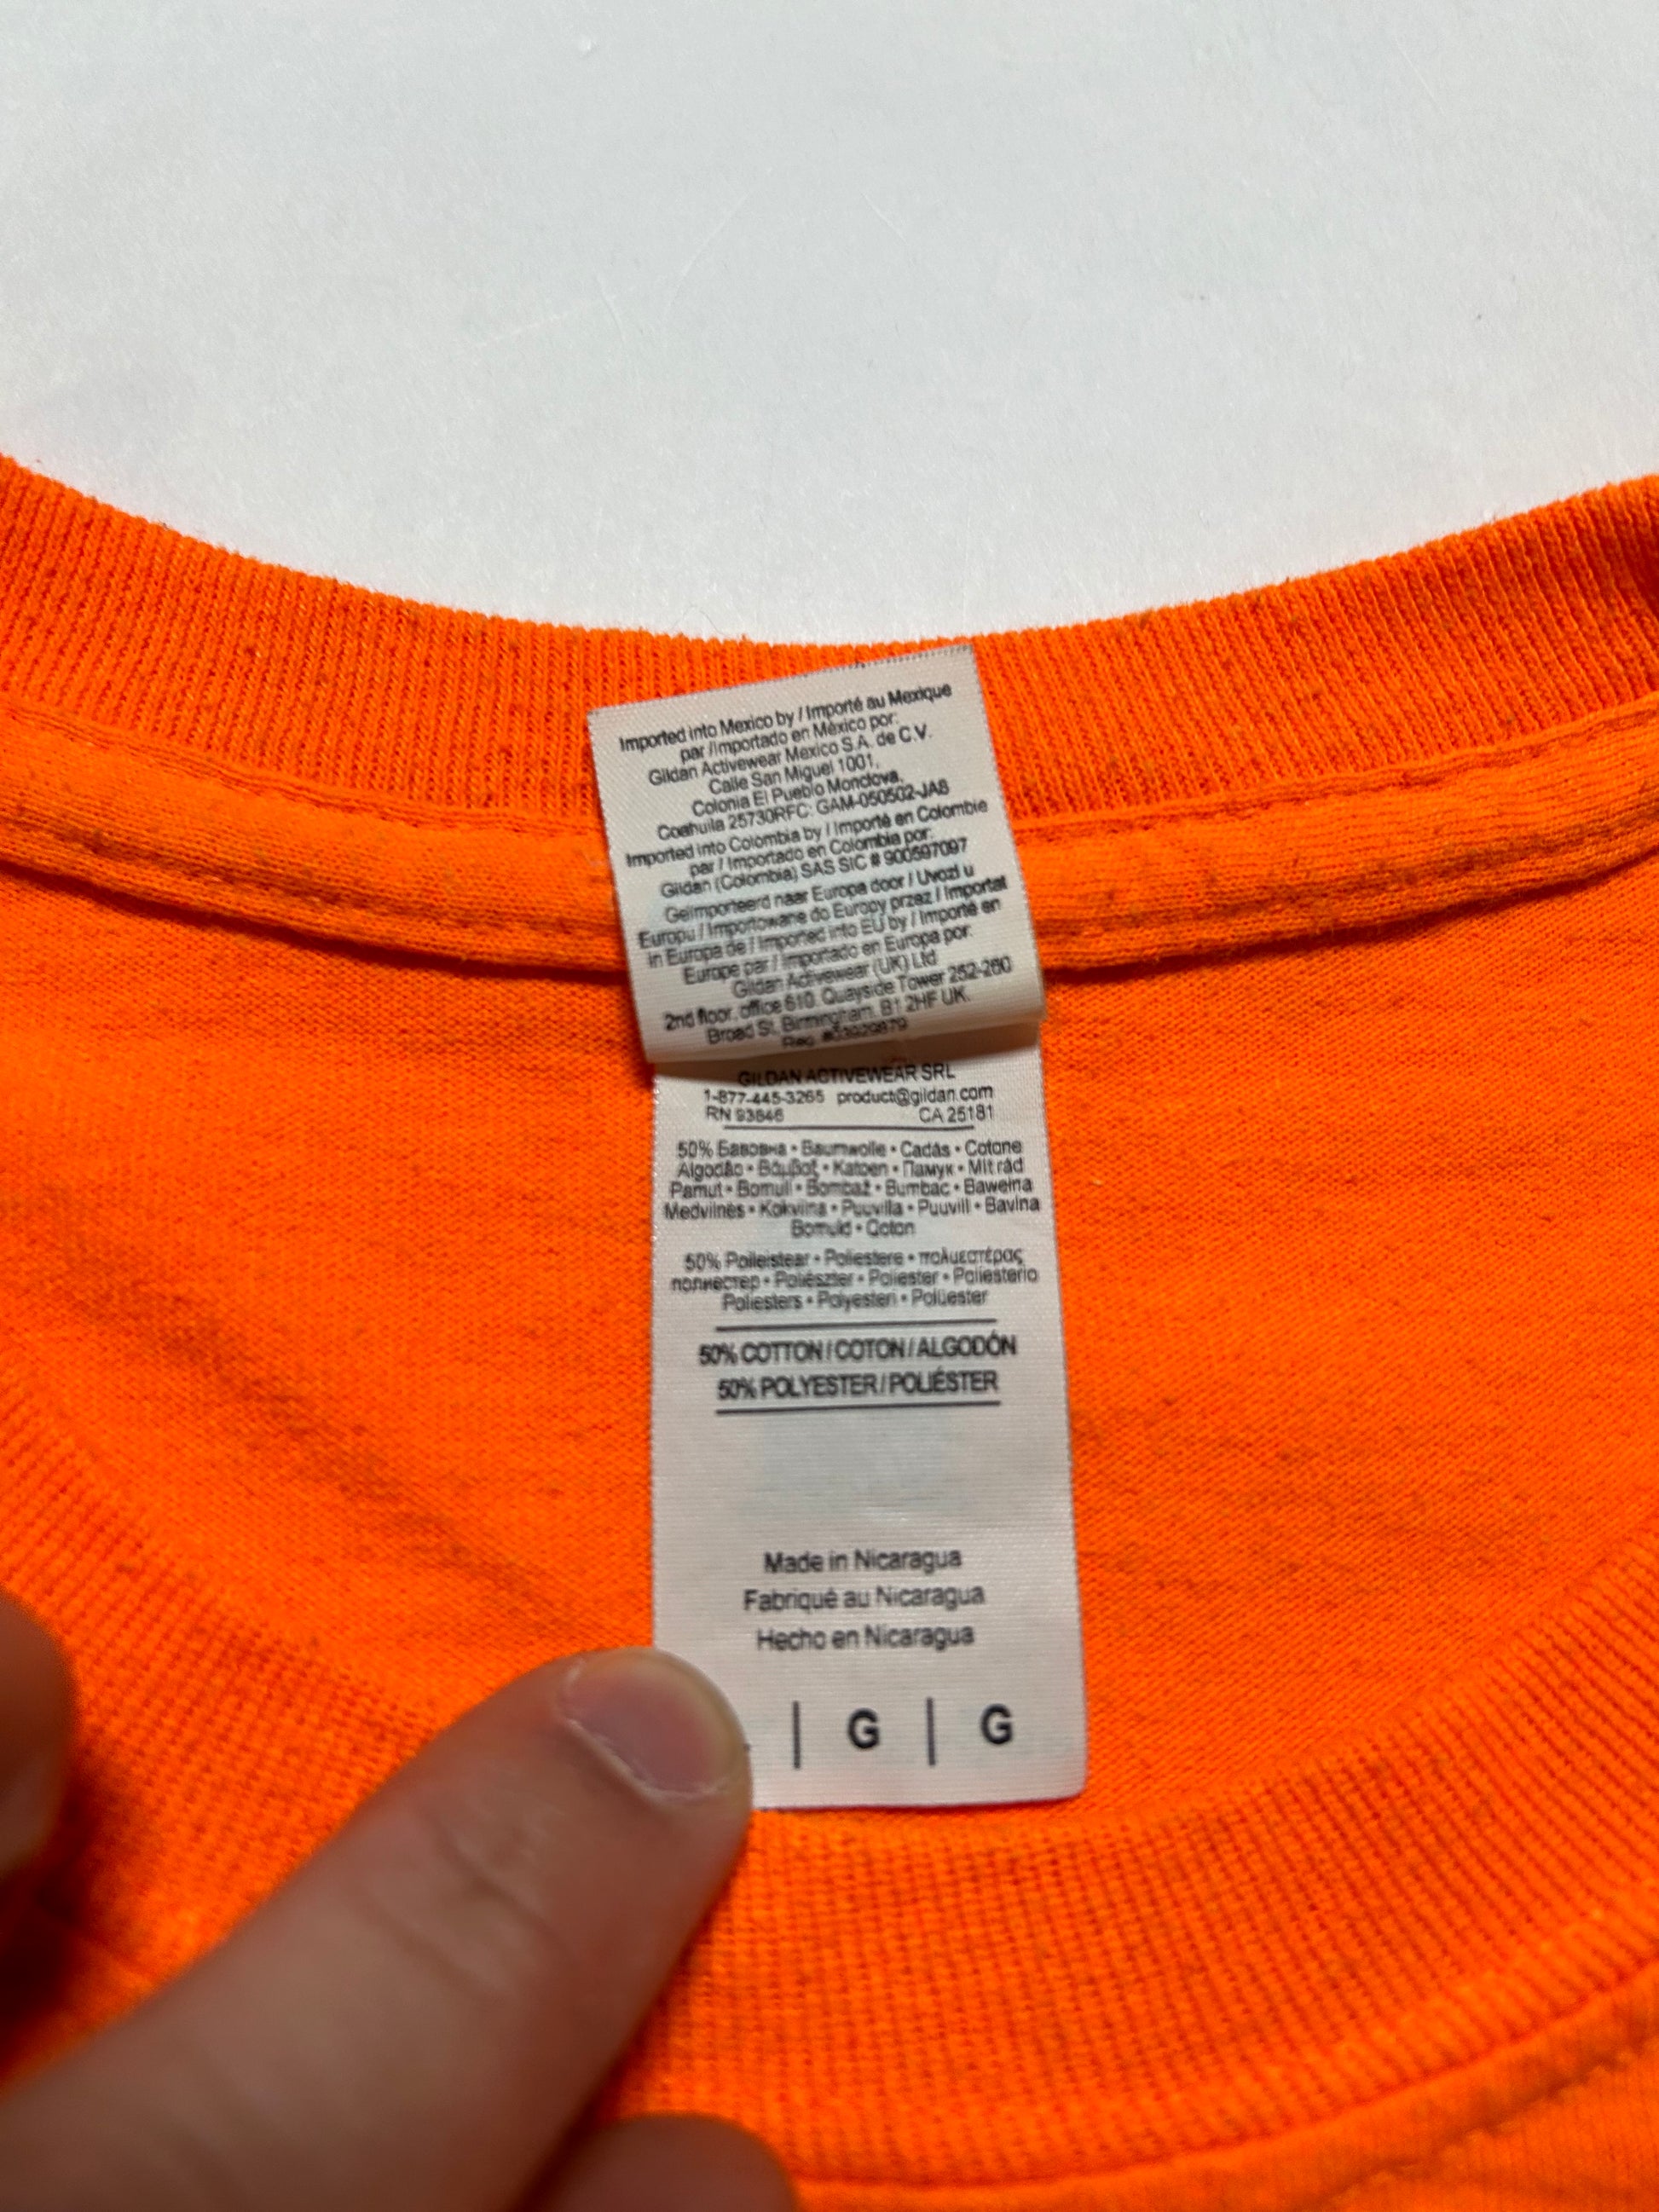 Imported into Mexico by / Importé au Mexique
par /Importado en México por:
Gildan Activewear Mexico S.A. de C.V.
Calle San Miguel 1001,
Colonia El Pueblo Monclova,
Coahuila 25730RFC: GAM-050502-JA8
Imported into Colombia by / Importé en Colombie
par / Importado en Colombia por:
Gildan (Colombia) SAS SIC # 900597097
Geïmporteerd naar Europa door / Uvozi u
Europu / Importowane do Europy przez / Importat
in Europa de / Imported into EU by / Importé en
Europe par / Importado en Europa por:
Gildan Activewear (UK) Ltd
2nd floor, office 610, Quayside Tower 252-260
Broad St, Birmingham, B1 2HF UK.
Reg.
GILDAN ACTIVEWEAR SRL
1-877-445-3265 product@gildan.com
RN 93846 CA 25181
50% Бавовна • Baumwolle • Cadás • Cotone
Algodão • Βάμβαξ • Katoen • Памук • Mit rád
Pamut • Bomull • Bombaž • Bumbac • Bawełna
Medvilnės • Kokvilna • Puuvilla • Puuvill • Bavlna
Bomuld • Coton
50% Poileistear • Poliestere • πολυεστέρας
полиестер • Poliészter • Poliester • Poliesterio
Poliesters • Polyesteri • Polüester
50% COTTON / COTON / ALGODÓN
50% POLYESTER / POLIÉSTER
Made in Nicaragua
Fabriqué au Nicaragua
Hecho en Nicaragua
| G | G